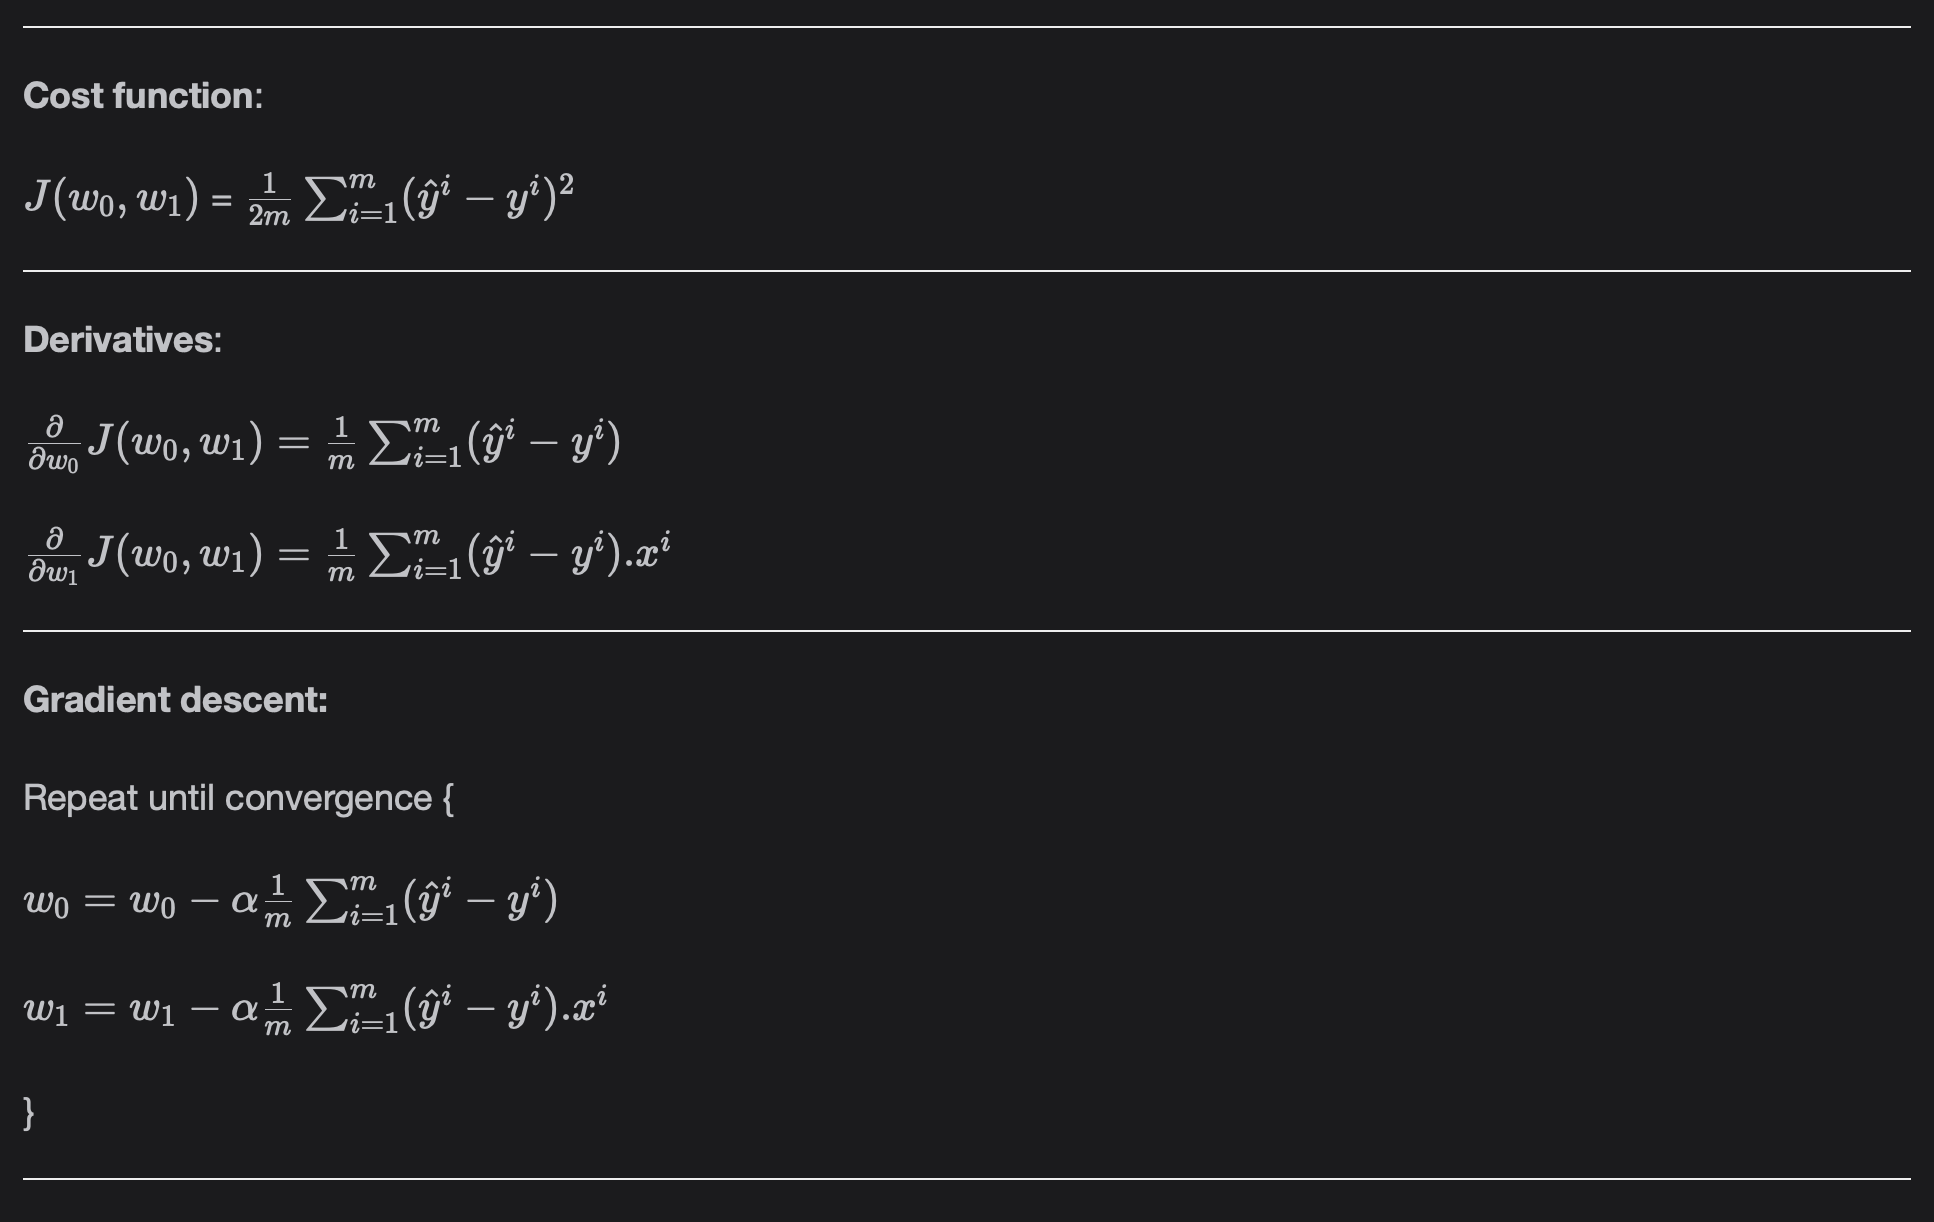 Cost function:
$J(w_0, w_1) = \frac{1}{2m} \sum_{i=1}^{m} (\hat{y}^i - y^i)^2$
Derivatives:
$\frac{\partial}{\partial w_0} J(w_0, w_1) = \frac{1}{m} \sum_{i=1}^{m} (\hat{y}^i - y^i)$
$\frac{\partial}{\partial w_1} J(w_0, w_1) = \frac{1}{m} \sum_{i=1}^{m} (\hat{y}^i - y^i).x^i$
Gradient descent:
Repeat until convergence {
$w_0 = w_0 - \alpha \frac{1}{m} \sum_{i=1}^{m} (\hat{y}^i - y^i)$
$w_1 = w_1 - \alpha \frac{1}{m} \sum_{i=1}^{m} (\hat{y}^i - y^i).x^i$
}